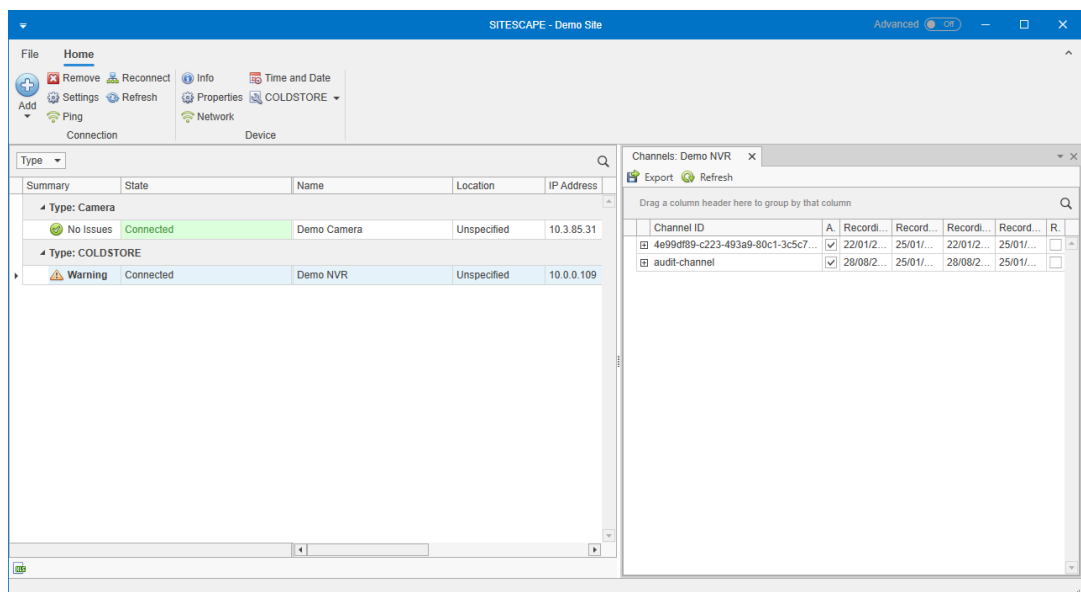 SITESCAPE - Demo Site
Advanced Off
File Home
Add
Remove Reconnect Info Time and Date
Settings Refresh Properties COLDSTORE
Ping Network
Connection Device
Type
Summary State Name Location IP Address
Type: Camera
No Issues Connected Demo Camera Unspecified 10.3.85.31
Type: COLDSTORE
Warning Connected Demo NVR Unspecified 10.0.0.109
Channels: Demo NVR
Export Refresh
Drag a column header here to group by that column
Channel ID A. Recordi... Record... Recordi... Record... R.
4e99df89-c223-493a9-80c1-3c5c7... 22/01/2... 25/01/... 22/01/2... 25/01/...
audit-channel 28/08/2... 25/01/... 28/08/2... 25/01/...